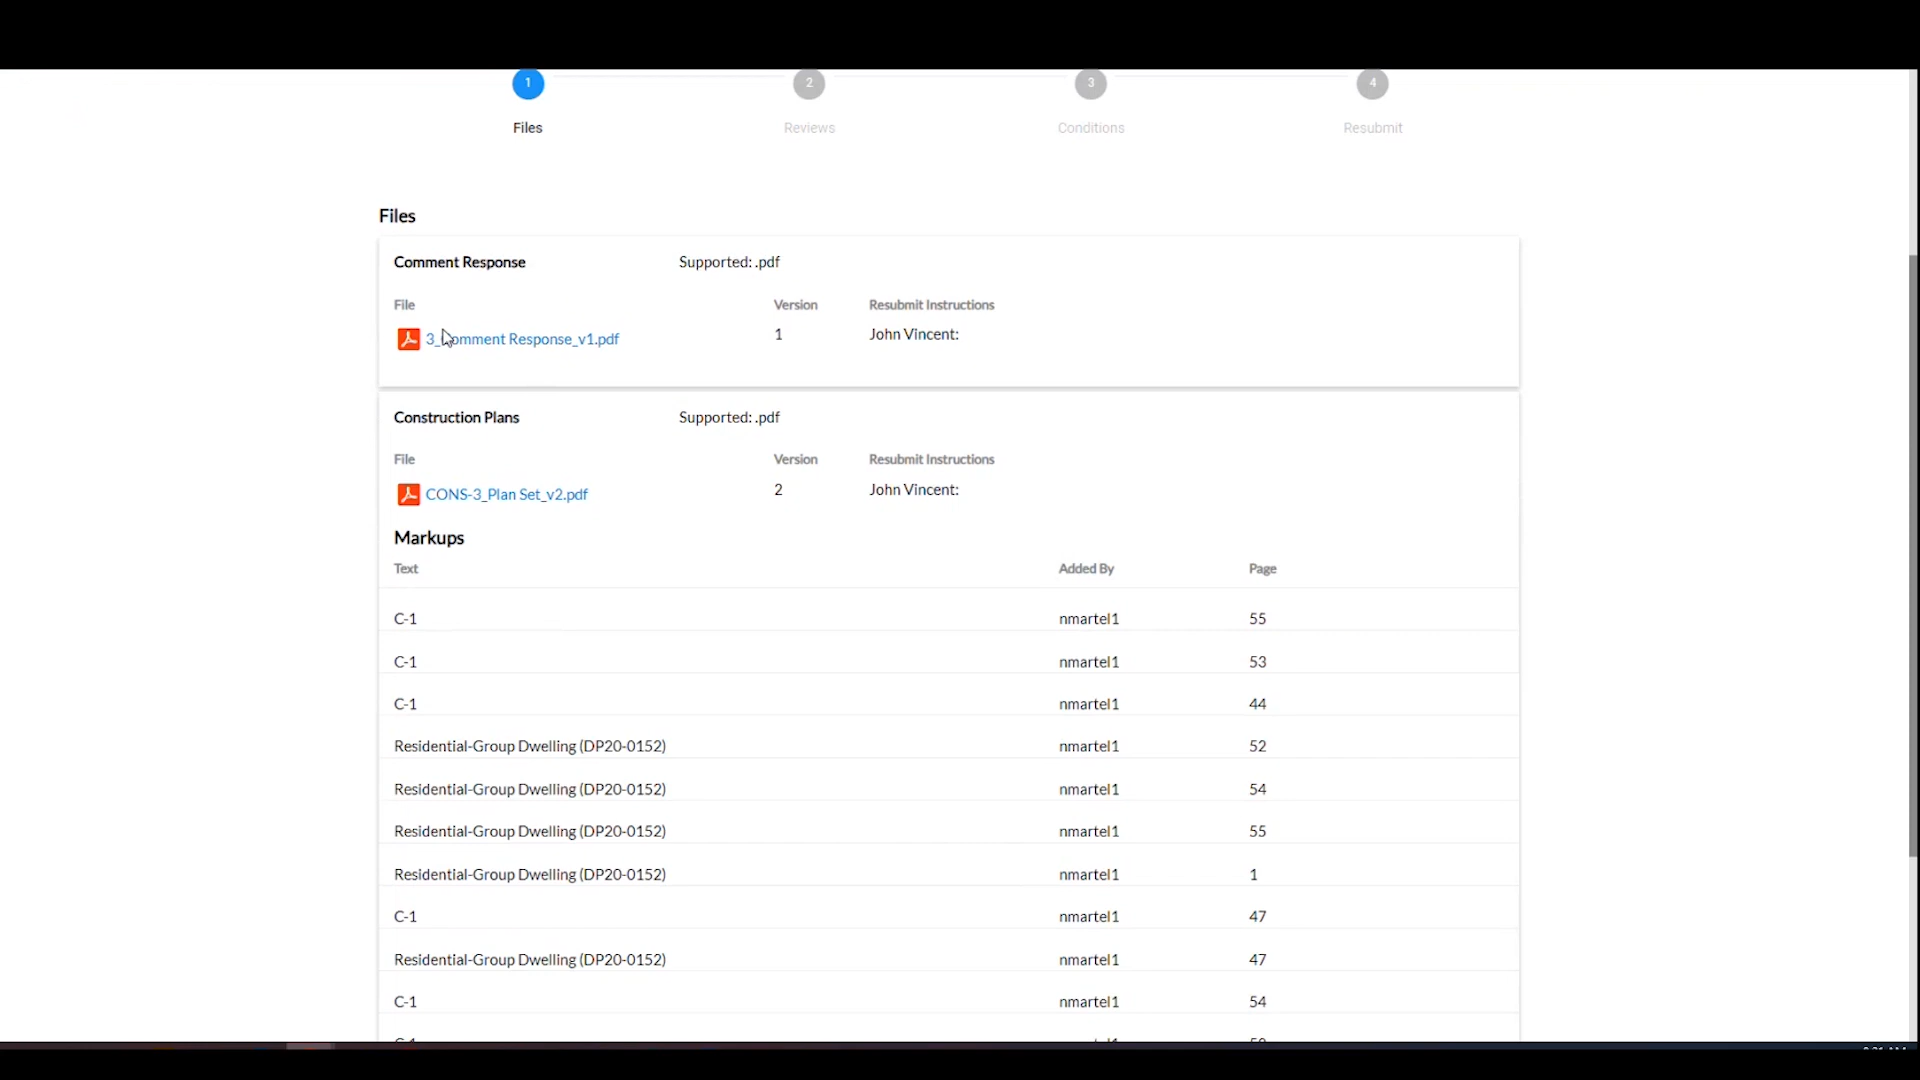 1 2 3 4
Files Reviews Conditions Resubmit
Files
Comment Response Supported: .pdf
File Version Resubmit Instructions
3_Comment Response_v1.pdf 1 John Vincent:
Construction Plans Supported: .pdf
File Version Resubmit Instructions
CONS-3_Plan Set_v2.pdf 2 John Vincent:
Markups
Text Added By Page
C-1 nmartel1 55
C-1 nmartel1 53
C-1 nmartel1 44
Residential-Group Dwelling (DP20-0152) nmartel1 52
Residential-Group Dwelling (DP20-0152) nmartel1 54
Residential-Group Dwelling (DP20-0152) nmartel1 55
Residential-Group Dwelling (DP20-0152) nmartel1 1
C-1 nmartel1 47
Residential-Group Dwelling (DP20-0152) nmartel1 47
C-1 nmartel1 54